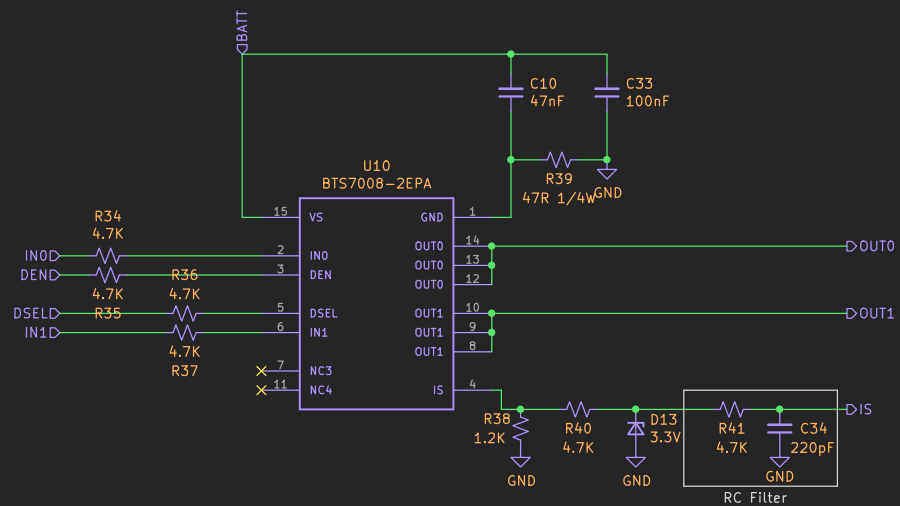 BATT
C10
47nF
C33
100nF
R39
47R 1/4W
GND
U10
BTS7008-2EPA
15 VS
GND 1
R34
4.7K
IN0
2 IN0
DEN
3 DEN
4.7K
R35
R36
4.7K
DSEL
5 DSEL
IN1
6 IN1
4.7K
R37
7 NC3
11 NC4
OUT0 14
OUT0 13
OUT0 12
OUT0
OUT1 10
OUT1 9
OUT1 8
OUT1
IS 4
R38
1.2K
GND
R40
4.7K
D13
3.3V
GND
R41
4.7K
C34
220pF
GND
IS
RC Filter